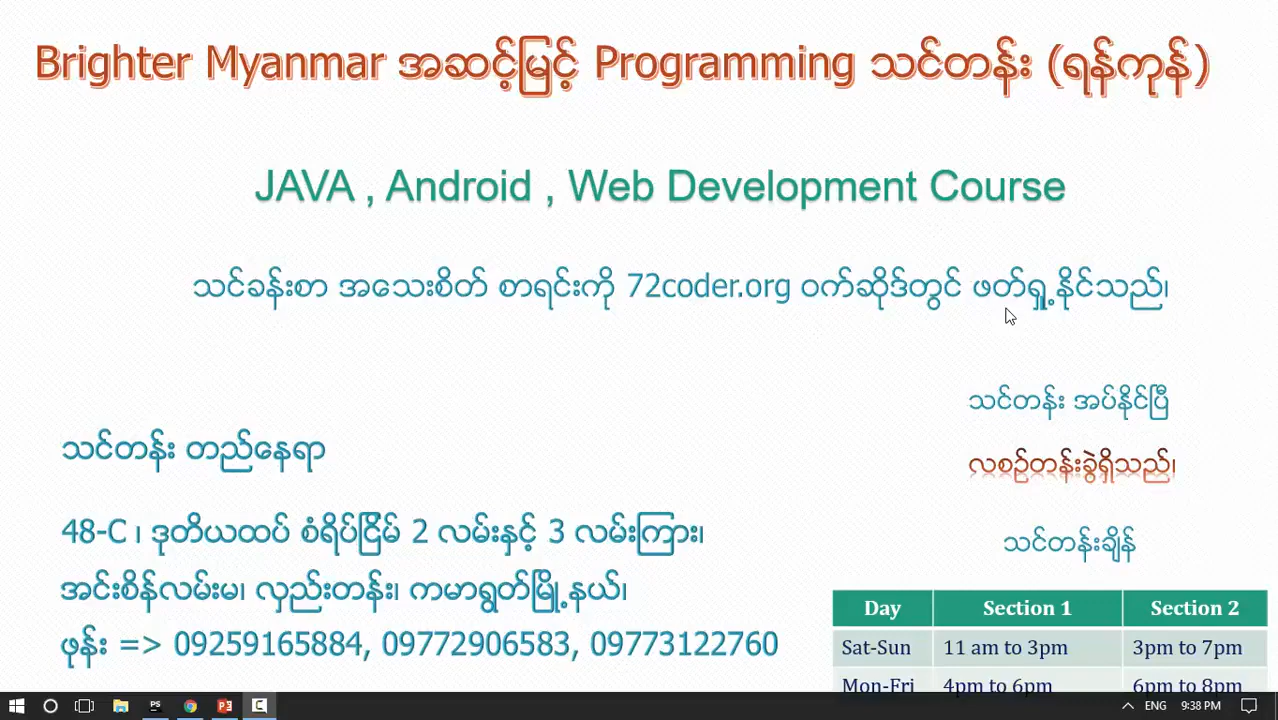 Brighter Myanmar အဆင့်မြင့် Programming သင်တန်း (ရန်ကုန်)
JAVA , Android , Web Development Course
သင်ခန်းစာ အသေးစိတ် စာရင်းကို 72coder.org ဝက်ဆိုဒ်တွင် ဖတ်ရှု့နိုင်သည်၊
သင်တန်း အပ်နိုင်ပြီ
လစဉ်တန်းခွဲရှိသည်၊
သင်တန်းချိန်
သင်တန်း တည်နေရာ
48-C ၊ ဒုတိယထပ် စံရိပ်ငြိမ် 2 လမ်းနှင့် 3 လမ်းကြား၊
အင်းစိန်လမ်းမ၊ လှည်းတန်း၊ ကမာရွတ်မြို့နယ်၊
ဖုန်း => 09259165884, 09772906583, 09773122760
Day Section 1 Section 2
Sat-Sun 11 am to 3pm 3pm to 7pm
Mon-Fri 4pm to 6pm 6pm to 8pm
ENG 9:38 PM